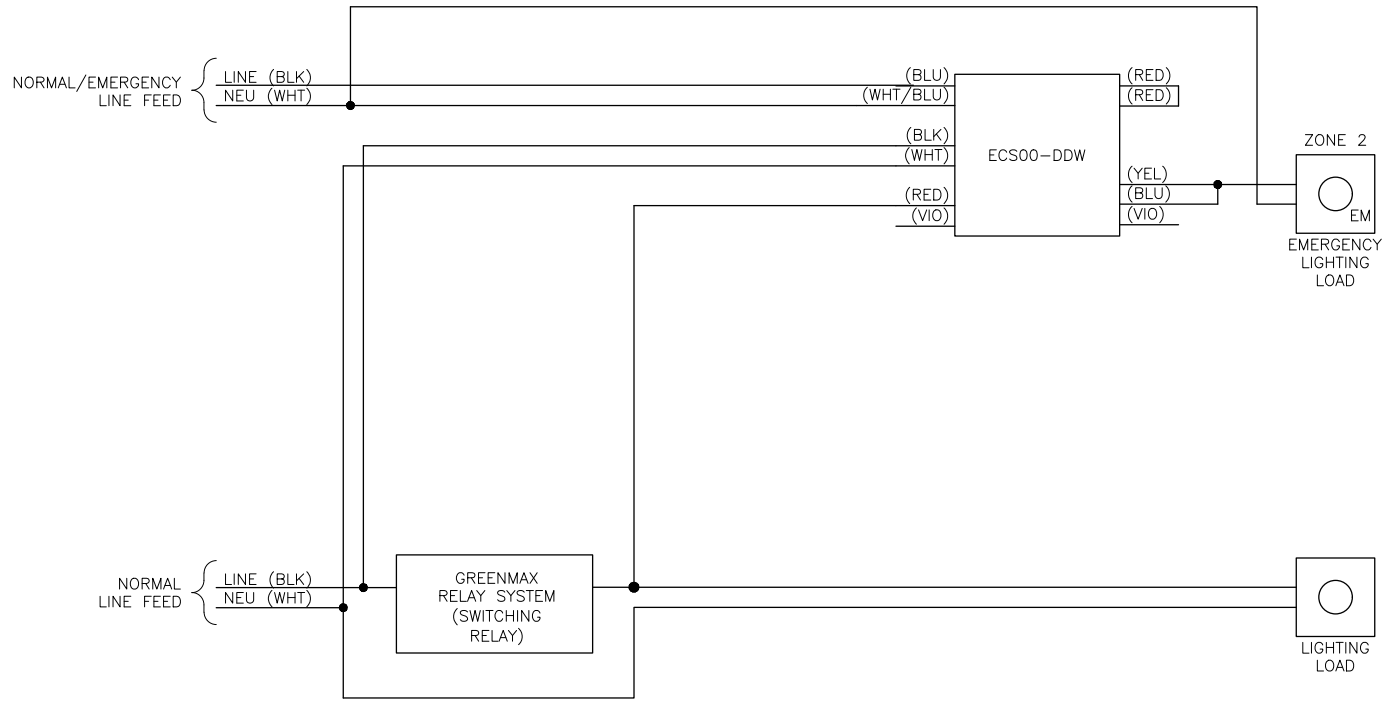 NORMAL/EMERGENCY
LINE FEED
LINE (BLK)
NEU (WHT)
(BLU)
(WHT/BLU)
(BLK)
(WHT)
(RED)
(VIO)
ECS00-DDW
(RED)
(RED)
(YEL)
(BLU)
(VIO)
ZONE 2
EM
EMERGENCY
LIGHTING
LOAD
NORMAL
LINE FEED
LINE (BLK)
NEU (WHT)
GREENMAX
RELAY SYSTEM
(SWITCHING
RELAY)
LIGHTING
LOAD